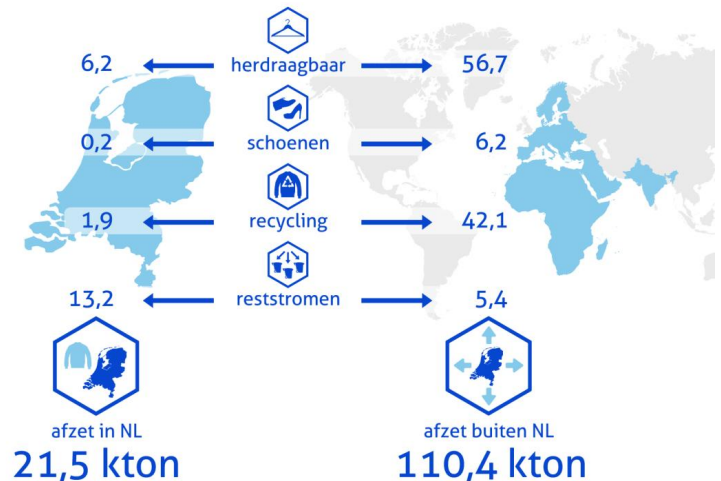 6,2 herdraagbaar 56,7
0,2 schoenen 6,2
1,9 recycling 42,1
13,2 reststromen 5,4
afzet in NL
21,5 kton
afzet buiten NL
110,4 kton